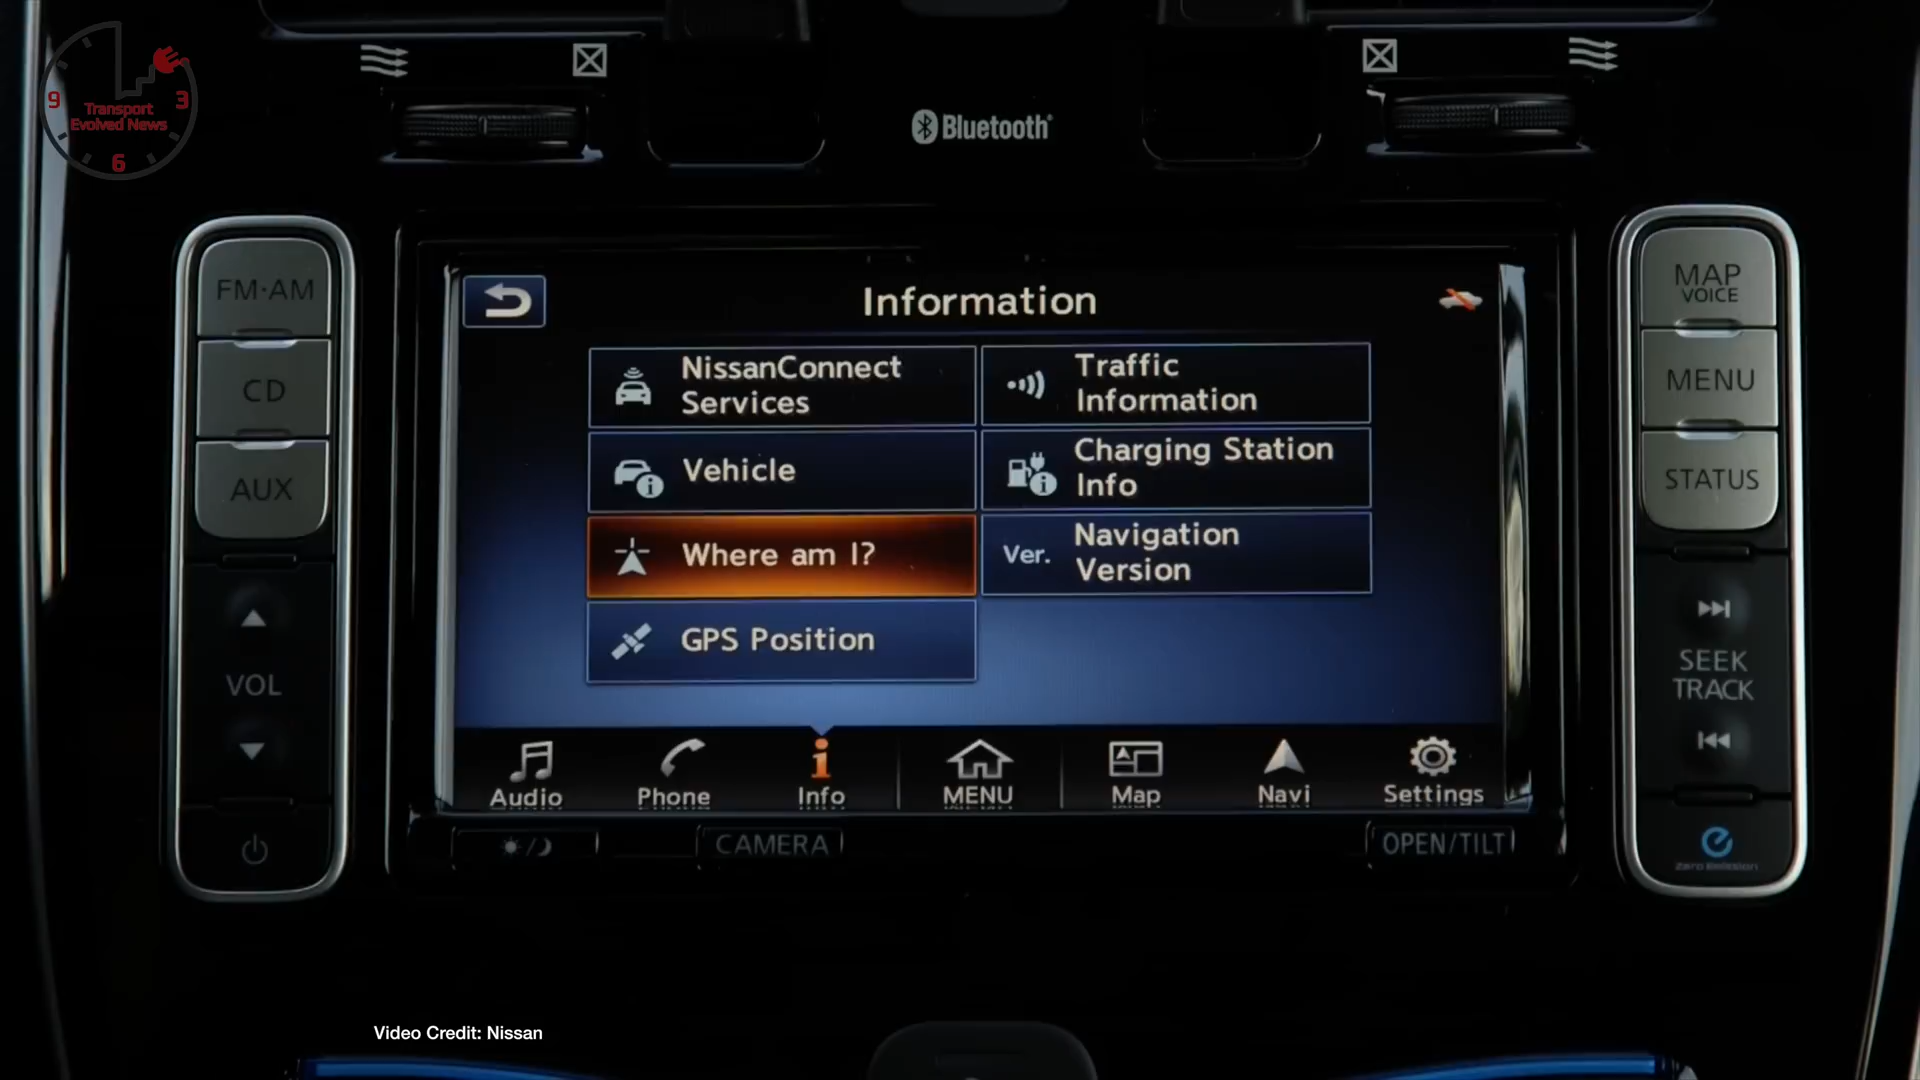 9
3
6
Transport
Evolved News
Bluetooth
FM·AM
CD
AUX
VOL
Information
NissanConnect
Services
Traffic
Information
Vehicle
Charging Station
Info
Where am I?
Ver.
Navigation
Version
GPS Position
Audio
Phone
Info
MENU
Map
Navi
Settings
CAMERA
OPEN/TILT
MAP
VOICE
MENU
STATUS
SEEK
TRACK
Zero Emission
Video Credit: Nissan